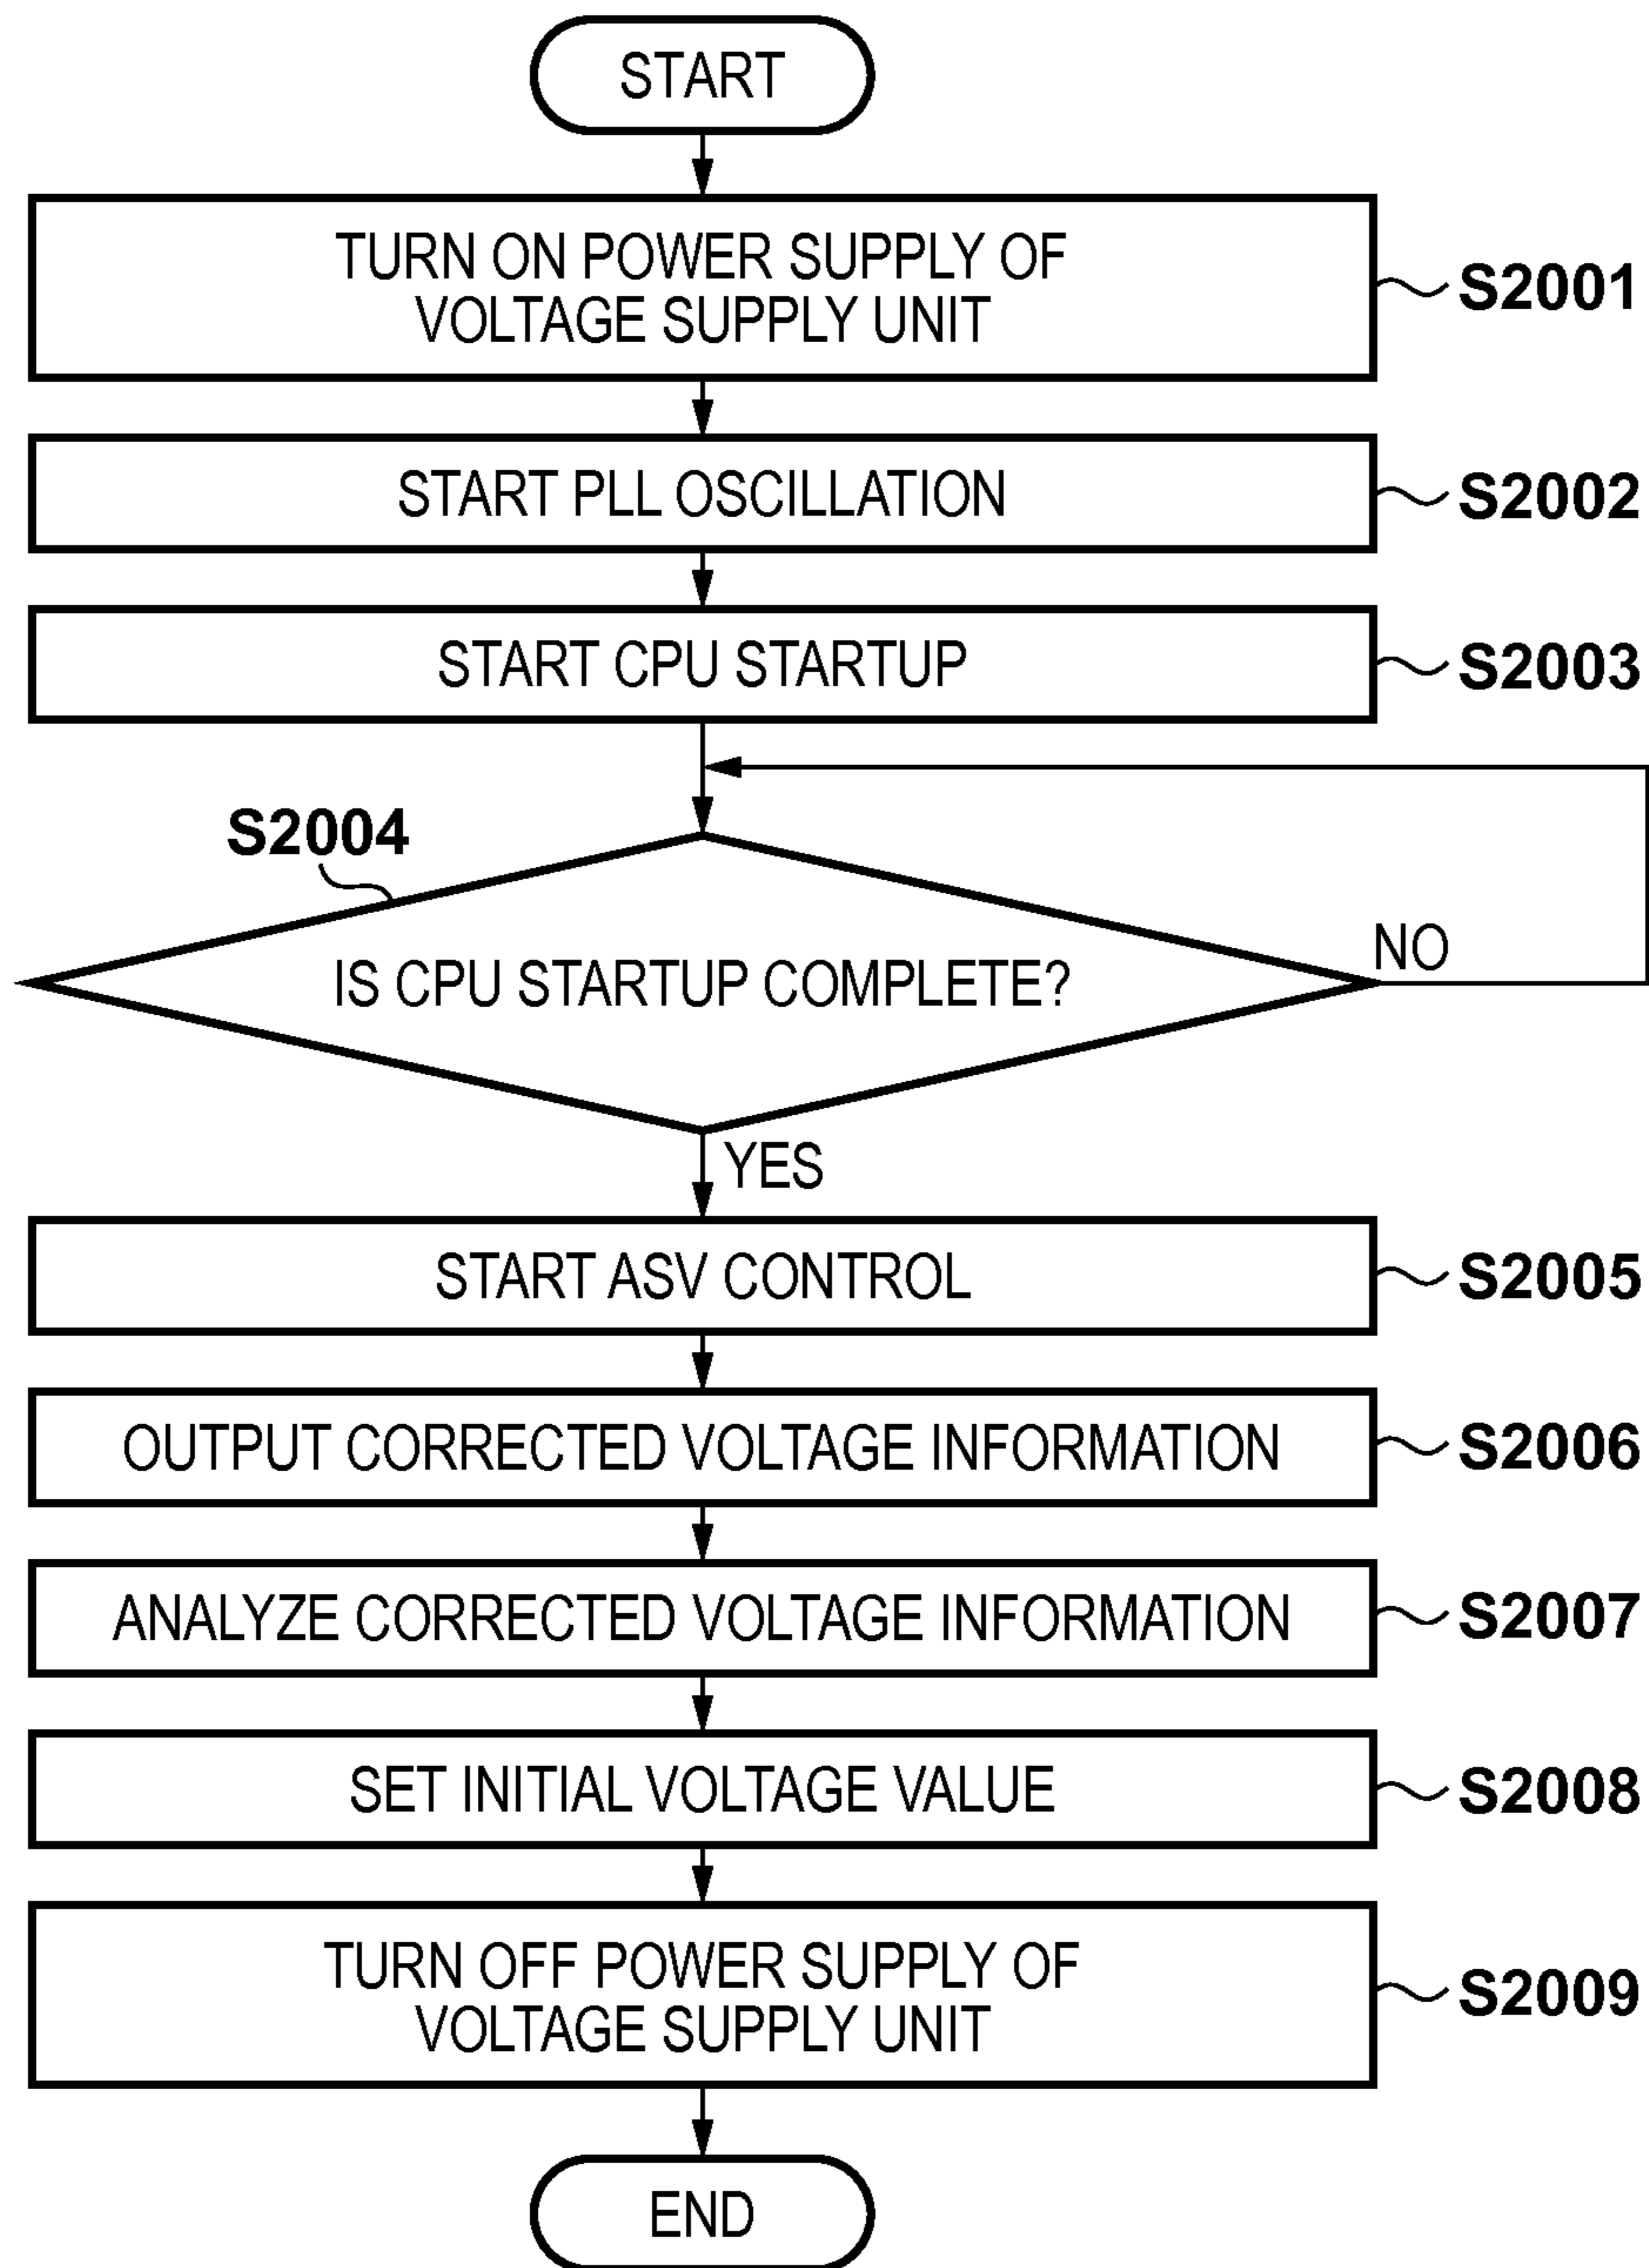 START
TURN ON POWER SUPPLY OF
VOLTAGE SUPPLY UNIT
S2001
START PLL OSCILLATION
S2002
START CPU STARTUP
S2003
S2004
IS CPU STARTUP COMPLETE?
NO
YES
START ASV CONTROL
S2005
OUTPUT CORRECTED VOLTAGE INFORMATION
S2006
ANALYZE CORRECTED VOLTAGE INFORMATION
S2007
SET INITIAL VOLTAGE VALUE
S2008
TURN OFF POWER SUPPLY OF
VOLTAGE SUPPLY UNIT
S2009
END